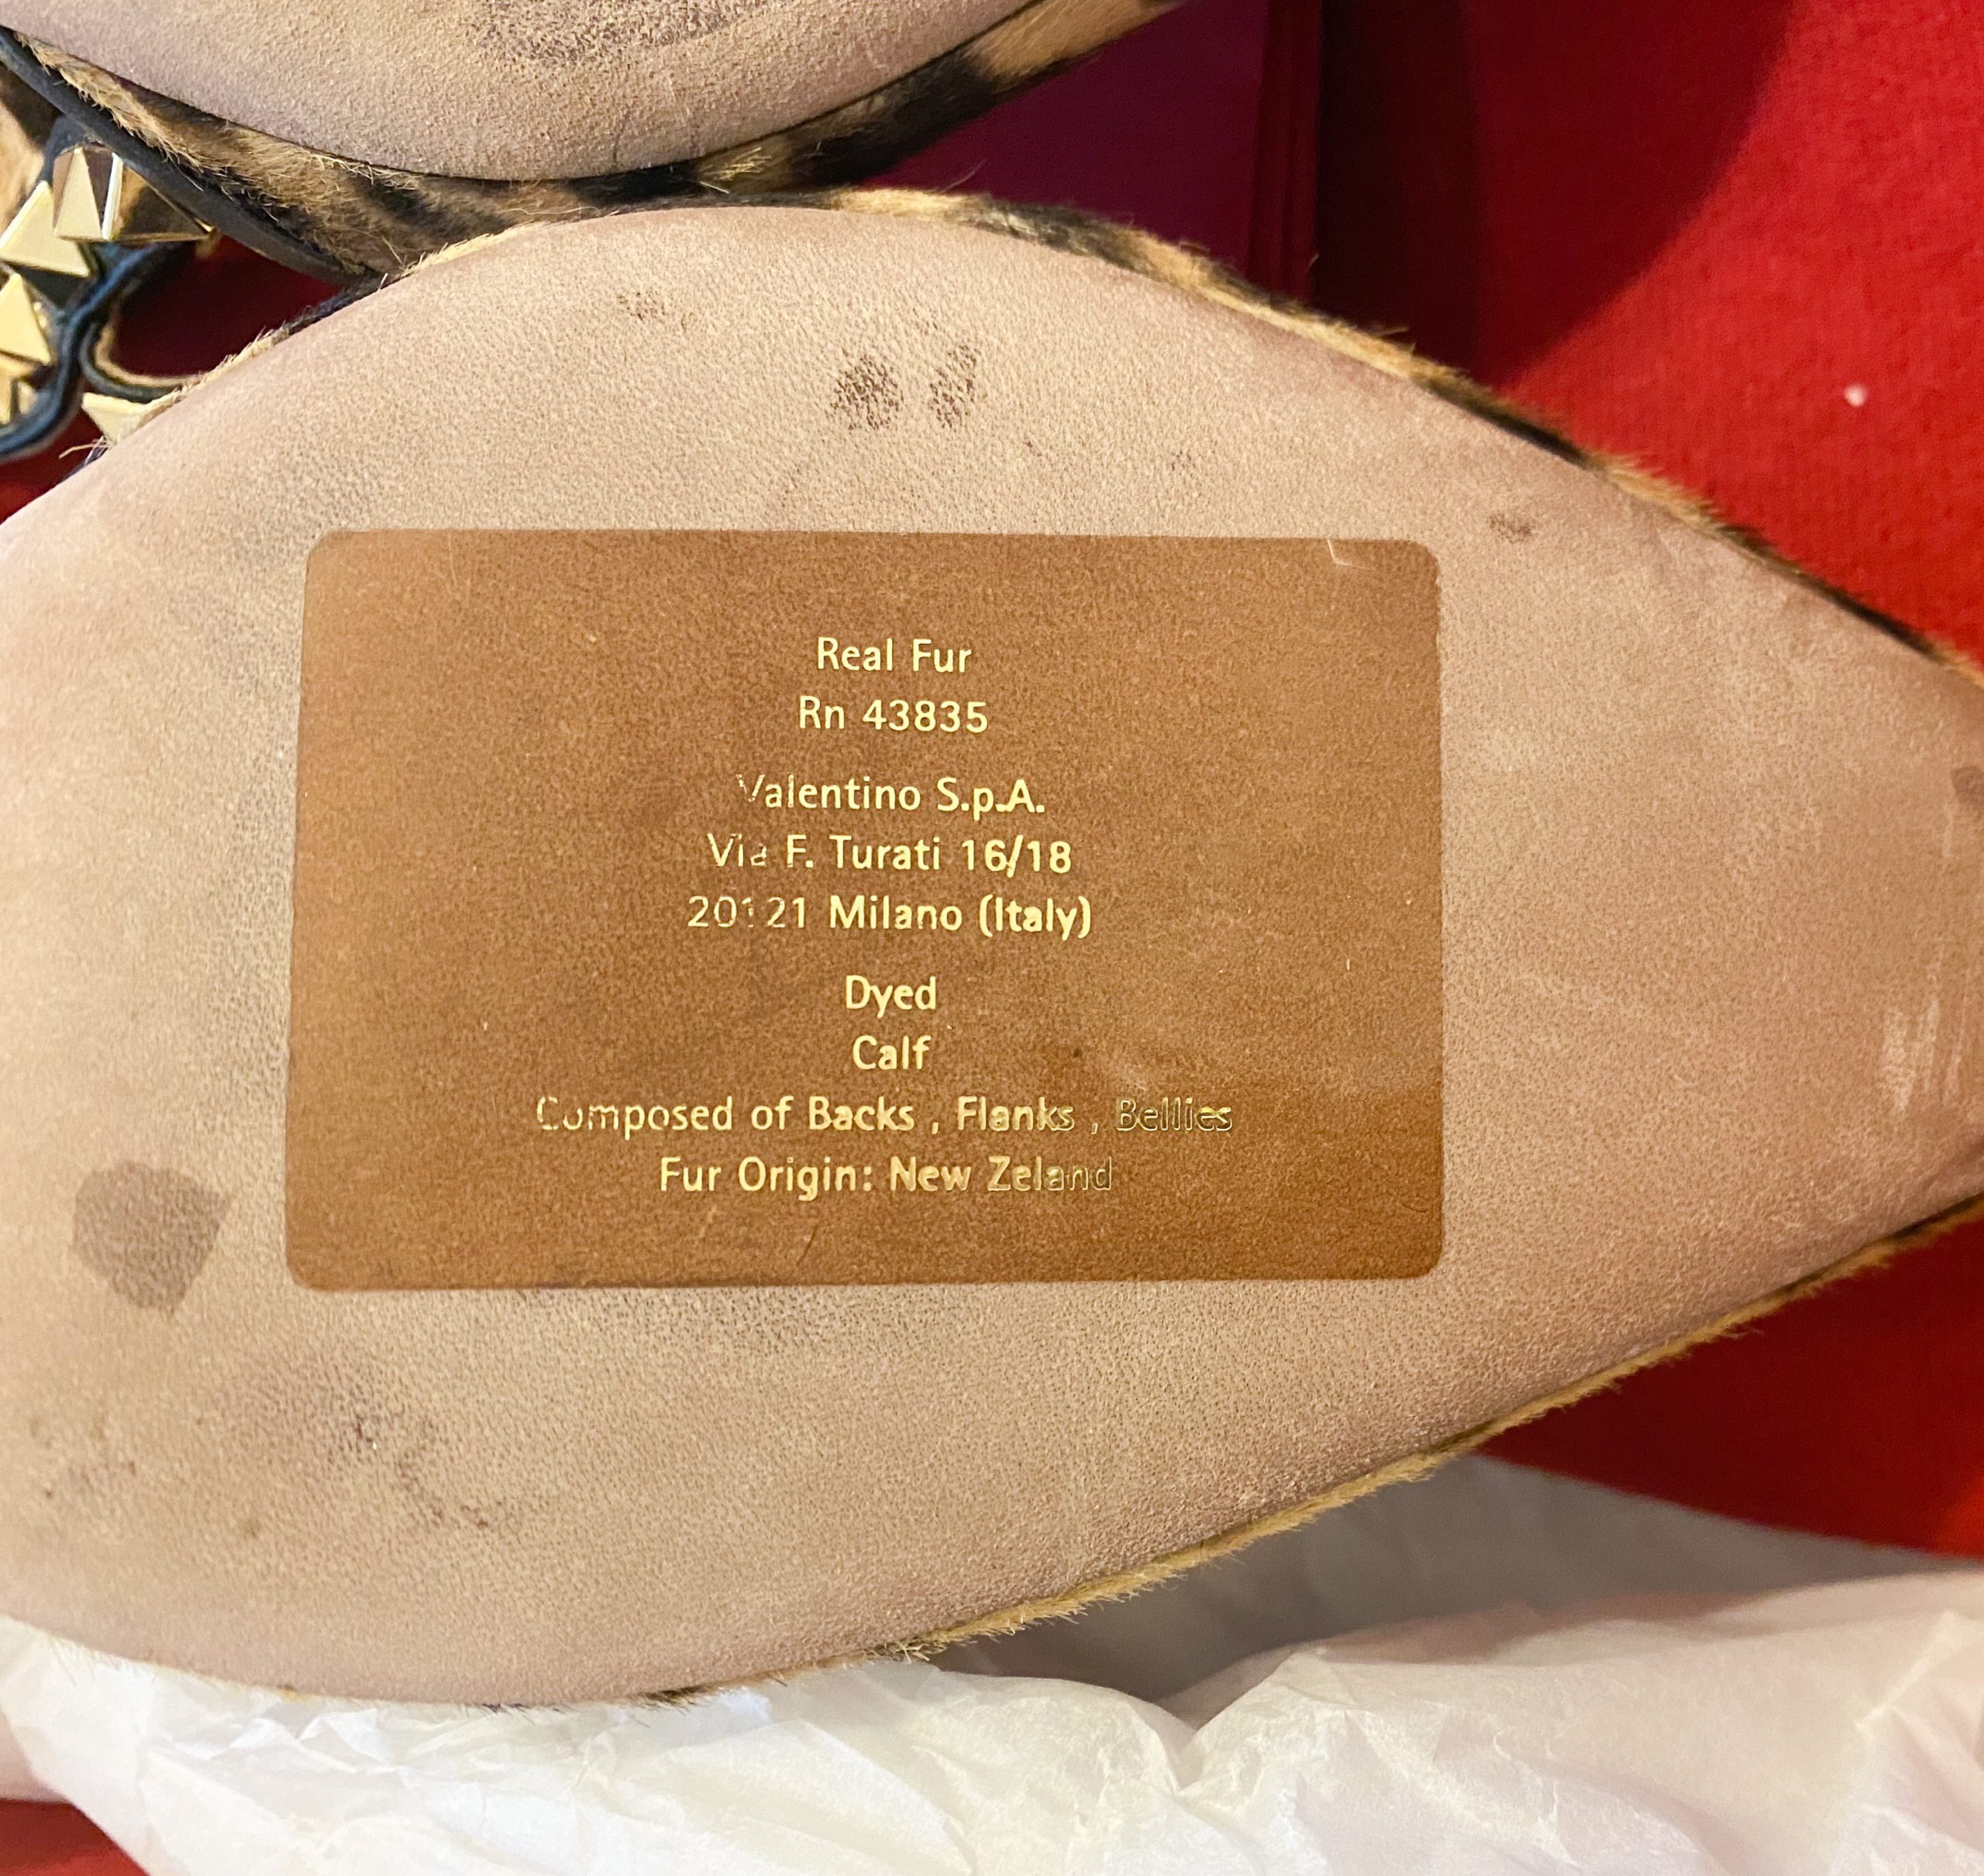 Real Fur
Rn 43835
Valentino S.p.A.
Via F. Turati 16/18
20121 Milano (Italy)
Dyed
Calf
Composed of Backs , Flanks , Bellies
Fur Origin: New Zeland